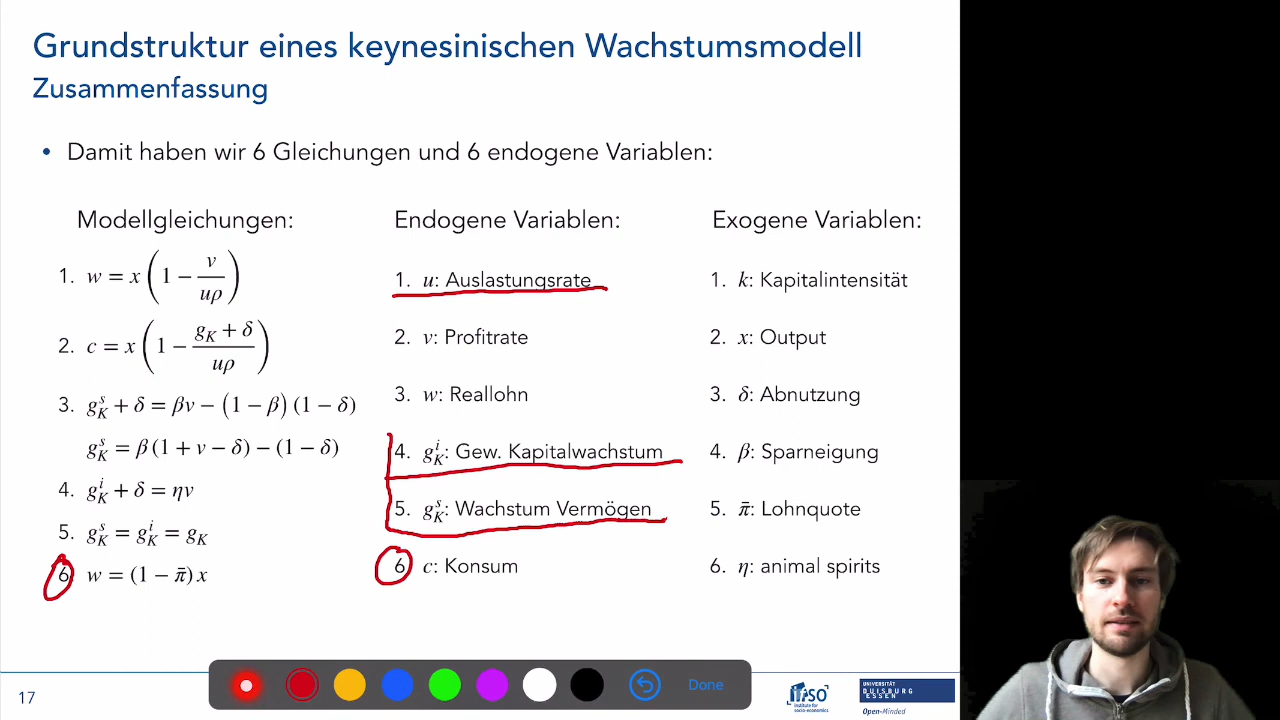 Grundstruktur eines keynesinischen Wachstumsmodell
Zusammenfassung
• Damit haben wir 6 Gleichungen und 6 endogene Variablen:
Modellgleichungen:
1. w = x(1 − v/(uρ))
2. c = x(1 − (g_K + δ)/(uρ))
3. g_K^s + δ = βv − (1 − β)(1 − δ)
g_K^s = β(1 + v − δ) − (1 − δ)
4. g_K^i + δ = ηv
5. g_K^s = g_K^i = g_K
6. w = (1 − π̄)x
Endogene Variablen:
1. u: Auslastungsrate
2. v: Profitrate
3. w: Reallohn
4. g_K^i: Gew. Kapitalwachstum
5. g_K^s: Wachstum Vermögen
6. c: Konsum
Exogene Variablen:
1. k: Kapitalintensität
2. x: Output
3. δ: Abnutzung
4. β: Sparneigung
5. π̄: Lohnquote
6. η: animal spirits
17
Done
ifso
institute for
socio-economics
UNIVERSITÄT
DUISBURG
ESSEN
Open-Minded